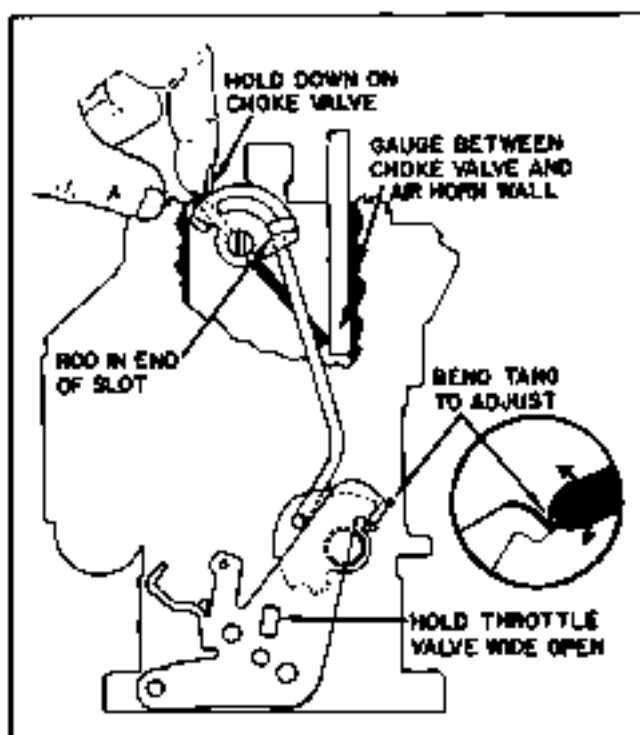 HOLD DOWN ON
CHOKE VALVE
GAUGE BETWEEN
CHOKE VALVE AND
AIR HORN WALL
A
ROD IN END
OF SLOT
BEND TANG
TO ADJUST
HOLD THROTTLE
VALVE WIDE OPEN